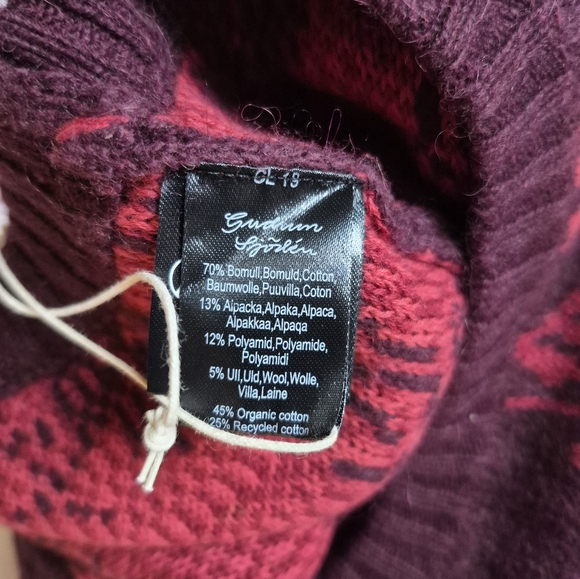 CL 19
Gudrun
Sjödén
70% Bomull,Bomuld,Cotton,
Baumwolle,Puuvilla,Coton
13% Alpacka,Alpaka,Alpaca,
Alpakkaa,Alpaqa
12% Polyamid,Polyamide,
Polyamidi
5% Ull,Uld,Wool,Wolle,
Villa,Laine
45% Organic cotton
25% Recycled cotton